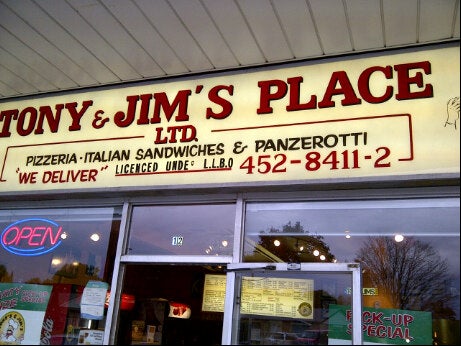 TONY & JIM'S PLACE
LTD.
PIZZERIA · ITALIAN SANDWICHES & PANZEROTTI
"WE DELIVER" LICENCED UNDE L.L.B.O 452-8411-2
OPEN
12
PICK-UP
SPECIAL